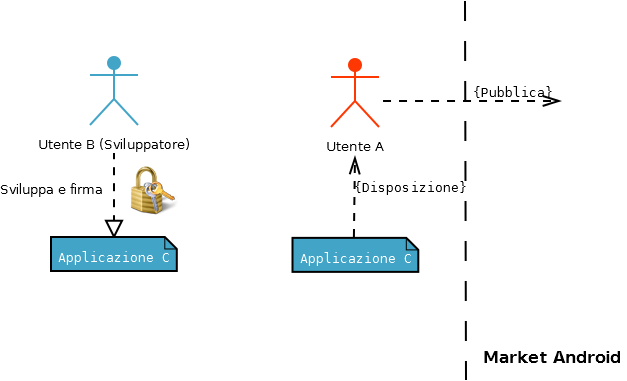 {Pubblica}
Utente B (Sviluppatore)
Utente A
Sviluppa e firma
{Disposizione}
Applicazione C
Applicazione C
Market Android